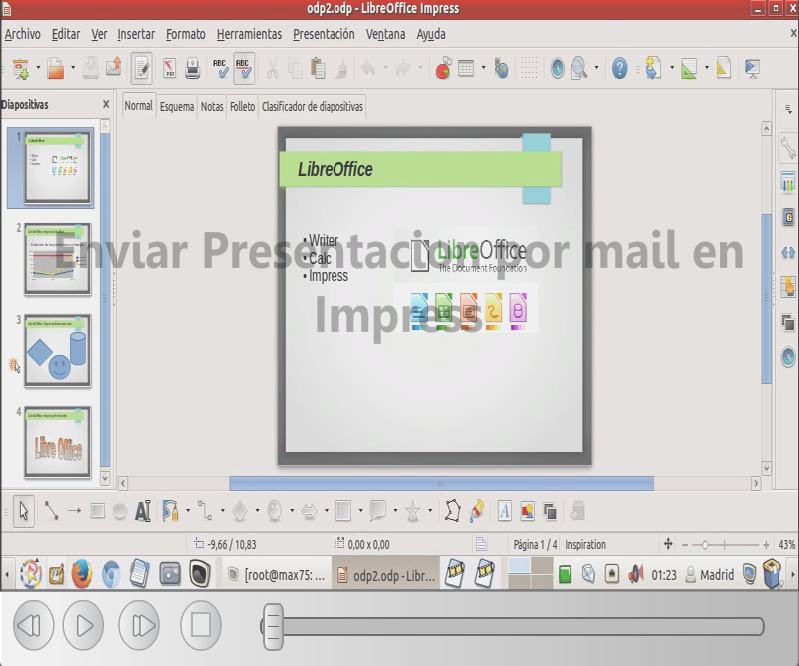 odp2.odp - LibreOffice Impress
Archivo Editar Ver Insertar Formato Herramientas Presentación Ventana Ayuda
Diapositivas
Normal Esquema Notas Folleto Clasificador de diapositivas
1
2
3
4
Libre Office
LibreOffice
• Writer
• Calc
• Impress
LibreOffice
The Document Foundation
Enviar Presentación por mail en
Impress
-9,66 / 10,83 0,00 x 0,00 Página 1 / 4 Inspiration 43%
[root@max75: ... odp2.odp - Libr... 01:23 Madrid